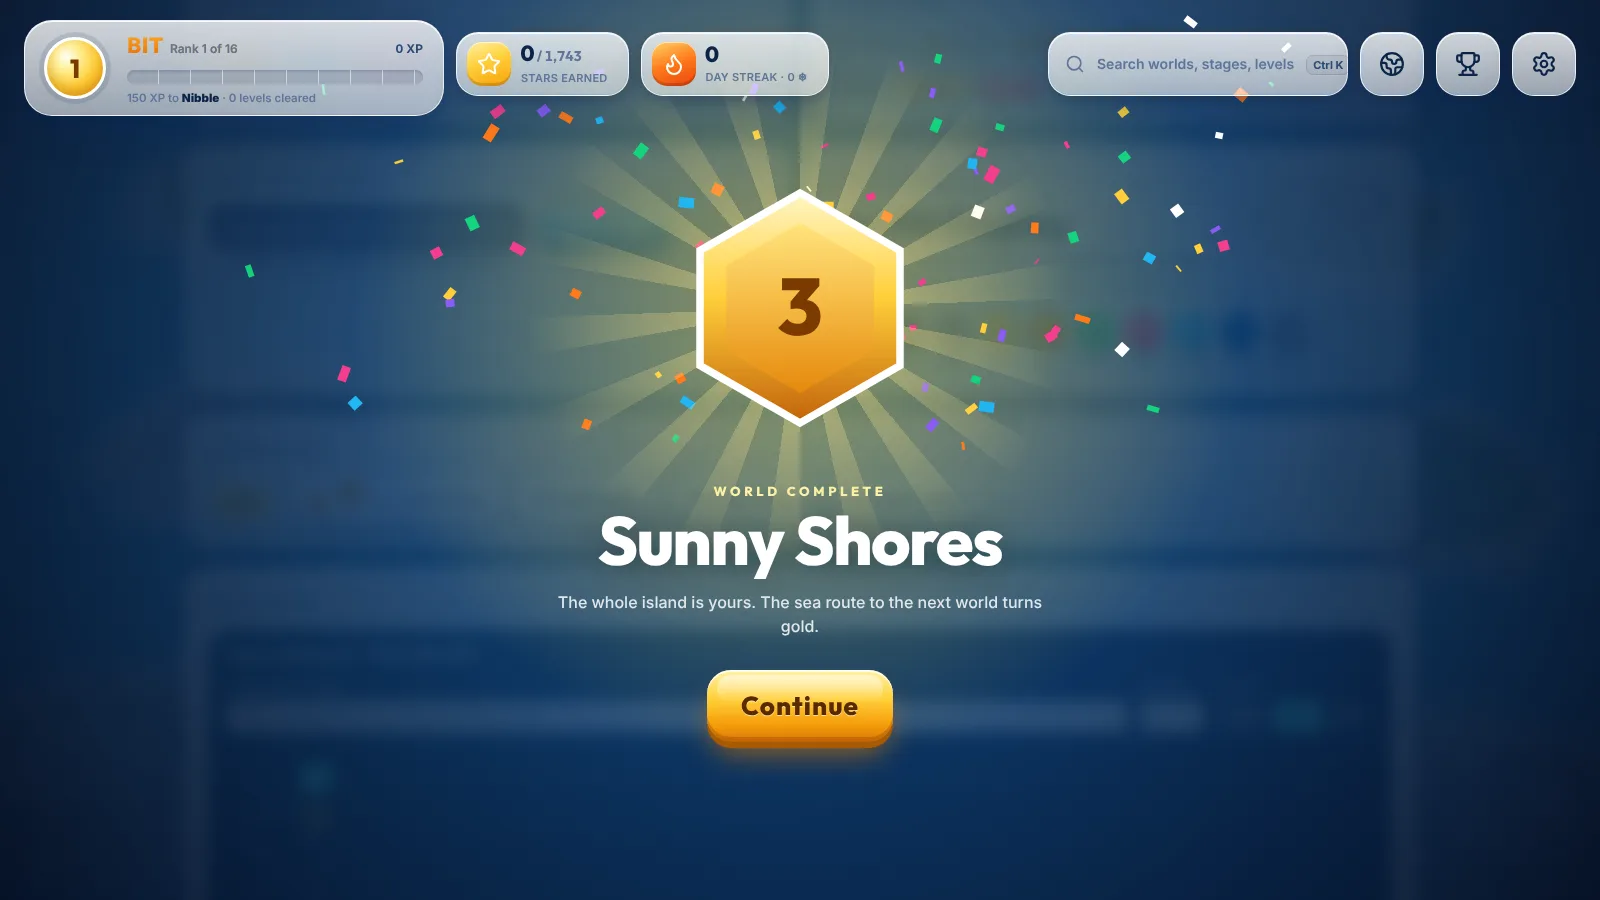 1
BIT Rank 1 of 16 0 XP
150 XP to Nibble · 0 levels cleared
0 / 1,743
STARS EARNED
0
DAY STREAK · 0 ❄
Search worlds, stages, levels Ctrl K
3
WORLD COMPLETE
Sunny Shores
The whole island is yours. The sea route to the next world turns
gold.
Continue